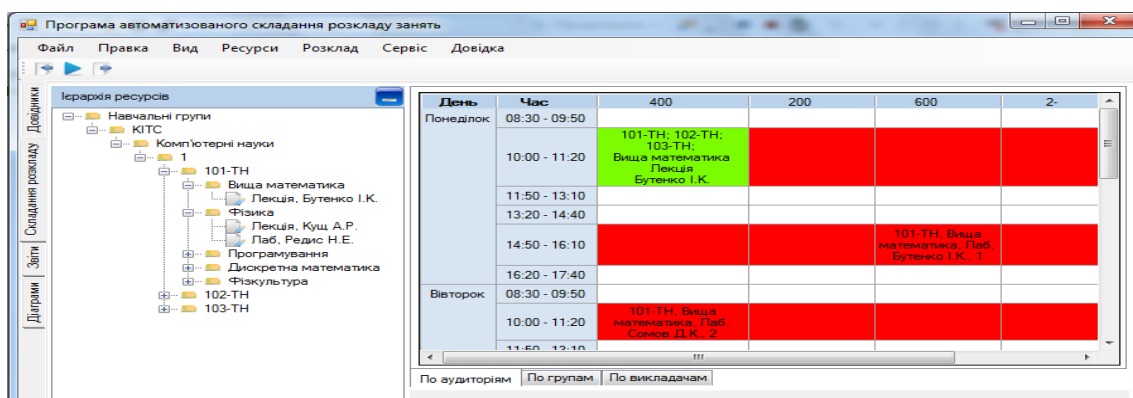 Програма автоматизованого складання розкладу занять
Файл Правка Вид Ресурси Розклад Сервіс Довідка
Довідники
Складання розкладу
Звіти
Діаграми
Ієрархія ресурсів
Навчальні групи
КІТС
Комп'ютерні науки
1
101-ТН
Вища математика
Лекція, Бутенко І.К.
Фізика
Лекція, Кущ А.Р.
Лаб, Редис Н.Е.
Програмування
Дискретна математика
Фізкультура
102-ТН
103-ТН
День Час 400 200 600 2-
Понеділок 08:30 - 09:50
10:00 - 11:20
101-ТН; 102-ТН;
103-ТН;
Вища математика
Лекція
Бутенко І.К.
11:50 - 13:10
13:20 - 14:40
14:50 - 16:10
101-ТН, Вища
математика, Лаб.
Бутенко І.К., 1
16:20 - 17:40
Вівторок 08:30 - 09:50
10:00 - 11:20
101-ТН, Вища
математика, Лаб,
Сомов Д.К., 2
11:50 - 13:10
По аудиторіям По групам По викладачам